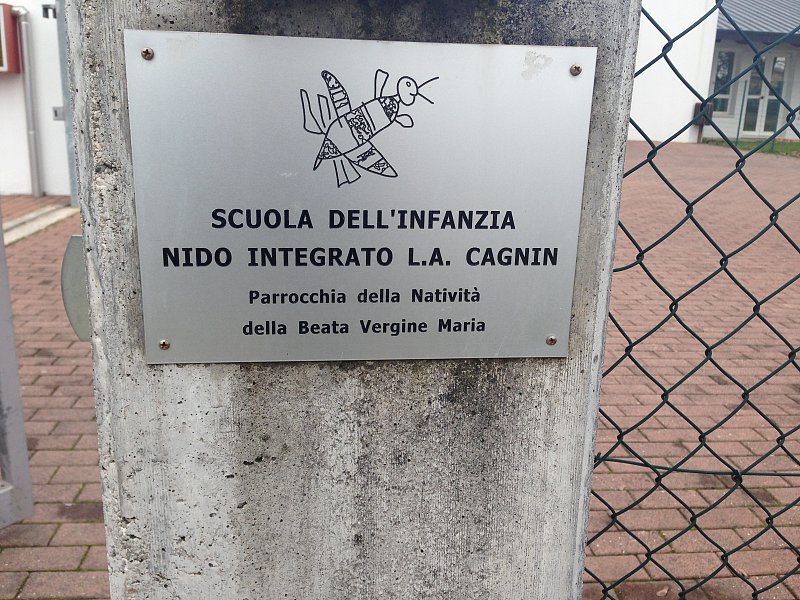 SCUOLA DELL'INFANZIA
NIDO INTEGRATO L.A. CAGNIN
Parrocchia della Natività
della Beata Vergine Maria